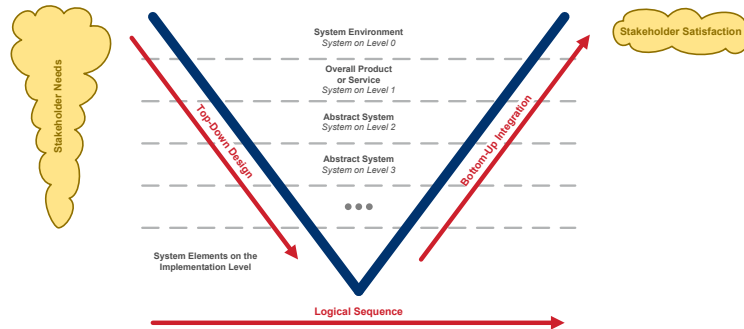 Stakeholder Needs
Stakeholder Satisfaction
System Environment
System on Level 0
Overall Product
or Service
System on Level 1
Abstract System
System on Level 2
Abstract System
System on Level 3
Top-Down Design
Bottom-Up Integration
System Elements on the
Implementation Level
Logical Sequence